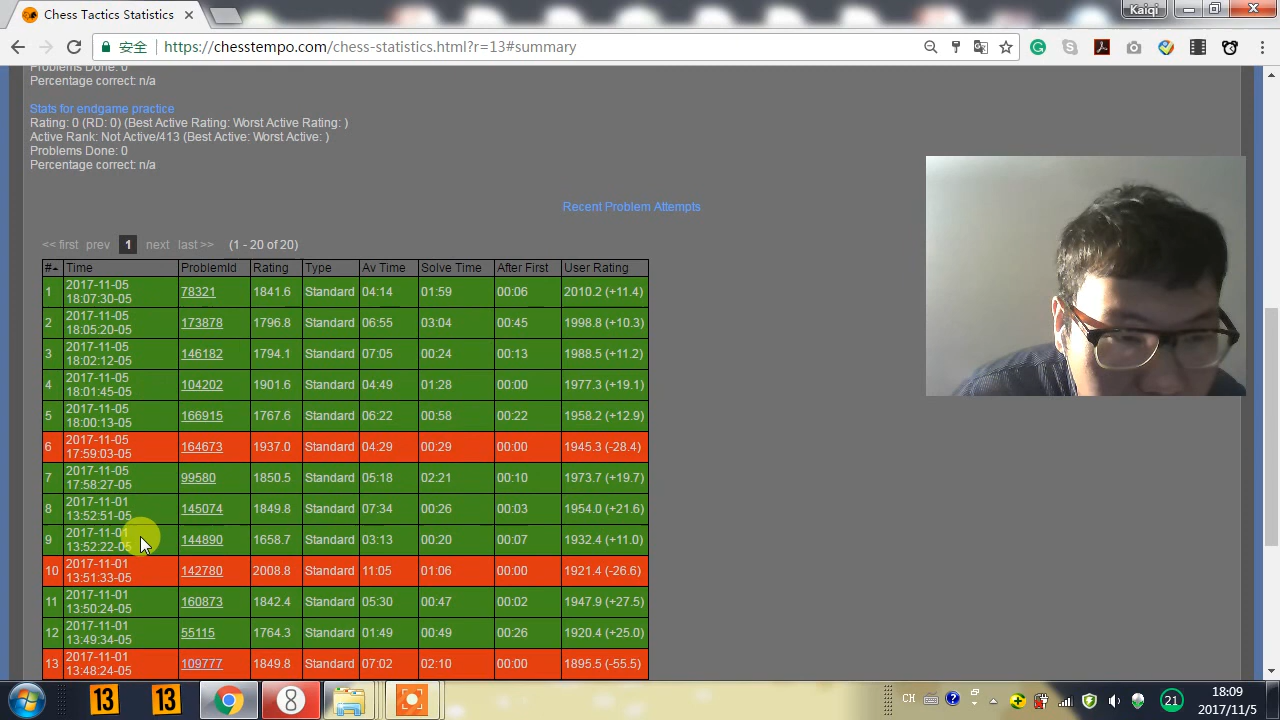 Chess Tactics Statistics
Kaiqi
安全
https://chesstempo.com/chess-statistics.html?r=13#summary
Problems Done: 0
Percentage correct: n/a
Stats for endgame practice
Rating: 0 (RD: 0) (Best Active Rating: Worst Active Rating: )
Active Rank: Not Active/413 (Best Active: Worst Active: )
Problems Done: 0
Percentage correct: n/a
Recent Problem Attempts
<< first prev 1 next last >> (1 - 20 of 20)
# Time ProblemId Rating Type Av Time Solve Time After First User Rating
1 2017-11-05 18:07:30-05 78321 1841.6 Standard 04:14 01:59 00:06 2010.2 (+11.4)
2 2017-11-05 18:05:20-05 173878 1796.8 Standard 06:55 03:04 00:45 1998.8 (+10.3)
3 2017-11-05 18:02:12-05 146182 1794.1 Standard 07:05 00:24 00:13 1988.5 (+11.2)
4 2017-11-05 18:01:45-05 104202 1901.6 Standard 04:49 01:28 00:00 1977.3 (+19.1)
5 2017-11-05 18:00:13-05 166915 1767.6 Standard 06:22 00:58 00:22 1958.2 (+12.9)
6 2017-11-05 17:59:03-05 164673 1937.0 Standard 04:29 00:29 00:00 1945.3 (-28.4)
7 2017-11-05 17:58:27-05 99580 1850.5 Standard 05:18 02:21 00:10 1973.7 (+19.7)
8 2017-11-01 13:52:51-05 145074 1849.8 Standard 07:34 00:26 00:03 1954.0 (+21.6)
9 2017-11-01 13:52:22-05 144890 1658.7 Standard 03:13 00:20 00:07 1932.4 (+11.0)
10 2017-11-01 13:51:33-05 142780 2008.8 Standard 11:05 01:06 00:00 1921.4 (-26.6)
11 2017-11-01 13:50:24-05 160873 1842.4 Standard 05:30 00:47 00:02 1947.9 (+27.5)
12 2017-11-01 13:49:34-05 55115 1764.3 Standard 01:49 00:49 00:26 1920.4 (+25.0)
13 2017-11-01 13:48:24-05 109777 1849.8 Standard 07:02 02:10 00:00 1895.5 (-55.5)
13 13 8 CH 21 18:09
2017/11/5